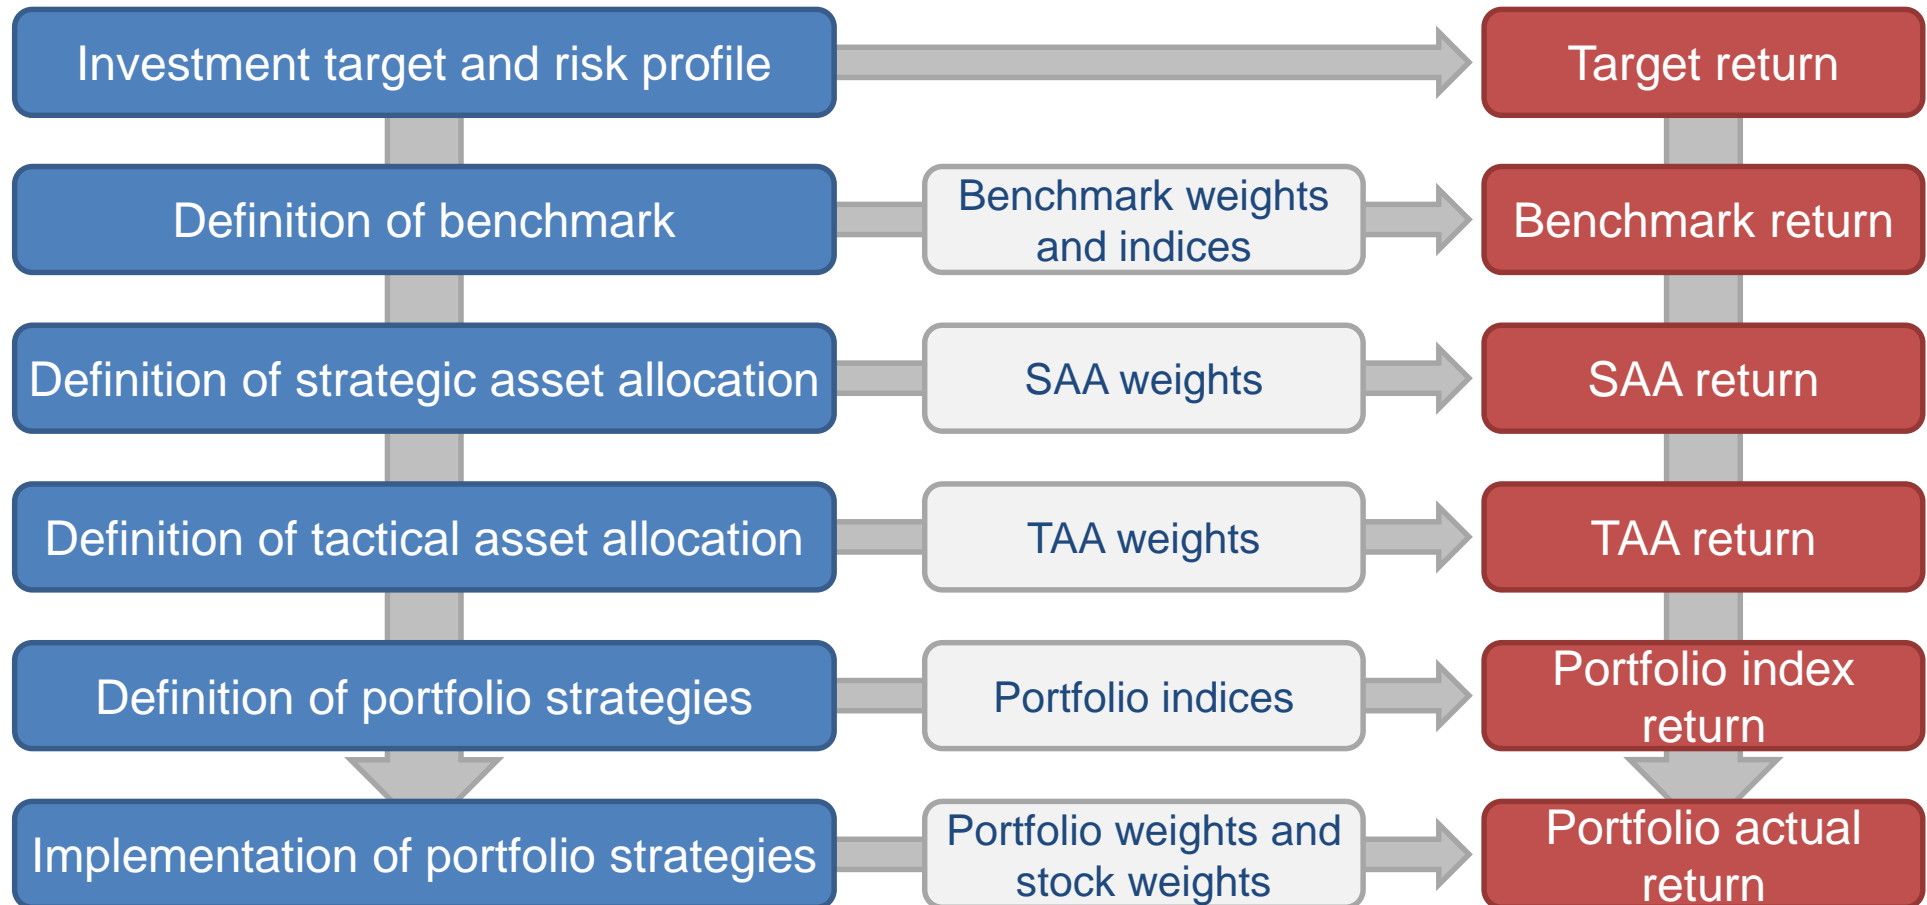 Investment target and risk profile
Target return
Definition of benchmark
Benchmark weights
and indices
Benchmark return
Definition of strategic asset allocation
SAA weights
SAA return
Definition of tactical asset allocation
TAA weights
TAA return
Definition of portfolio strategies
Portfolio indices
Portfolio index
return
Implementation of portfolio strategies
Portfolio weights and
stock weights
Portfolio actual
return